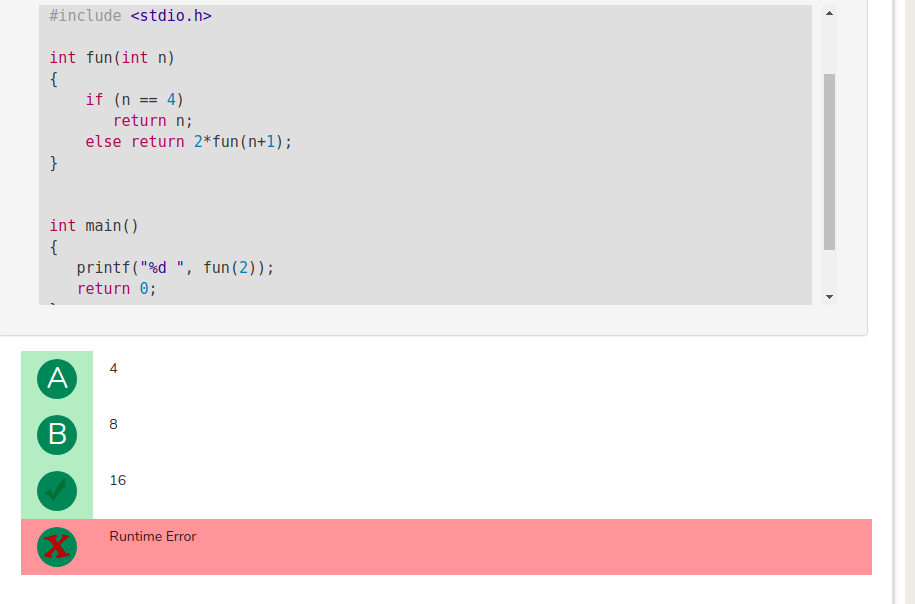 #include <stdio.h>
int fun(int n)
{
if (n == 4)
return n;
else return 2*fun(n+1);
}
int main()
{
printf("%d ", fun(2));
return 0;
A
4
B
8
16
X
Runtime Error